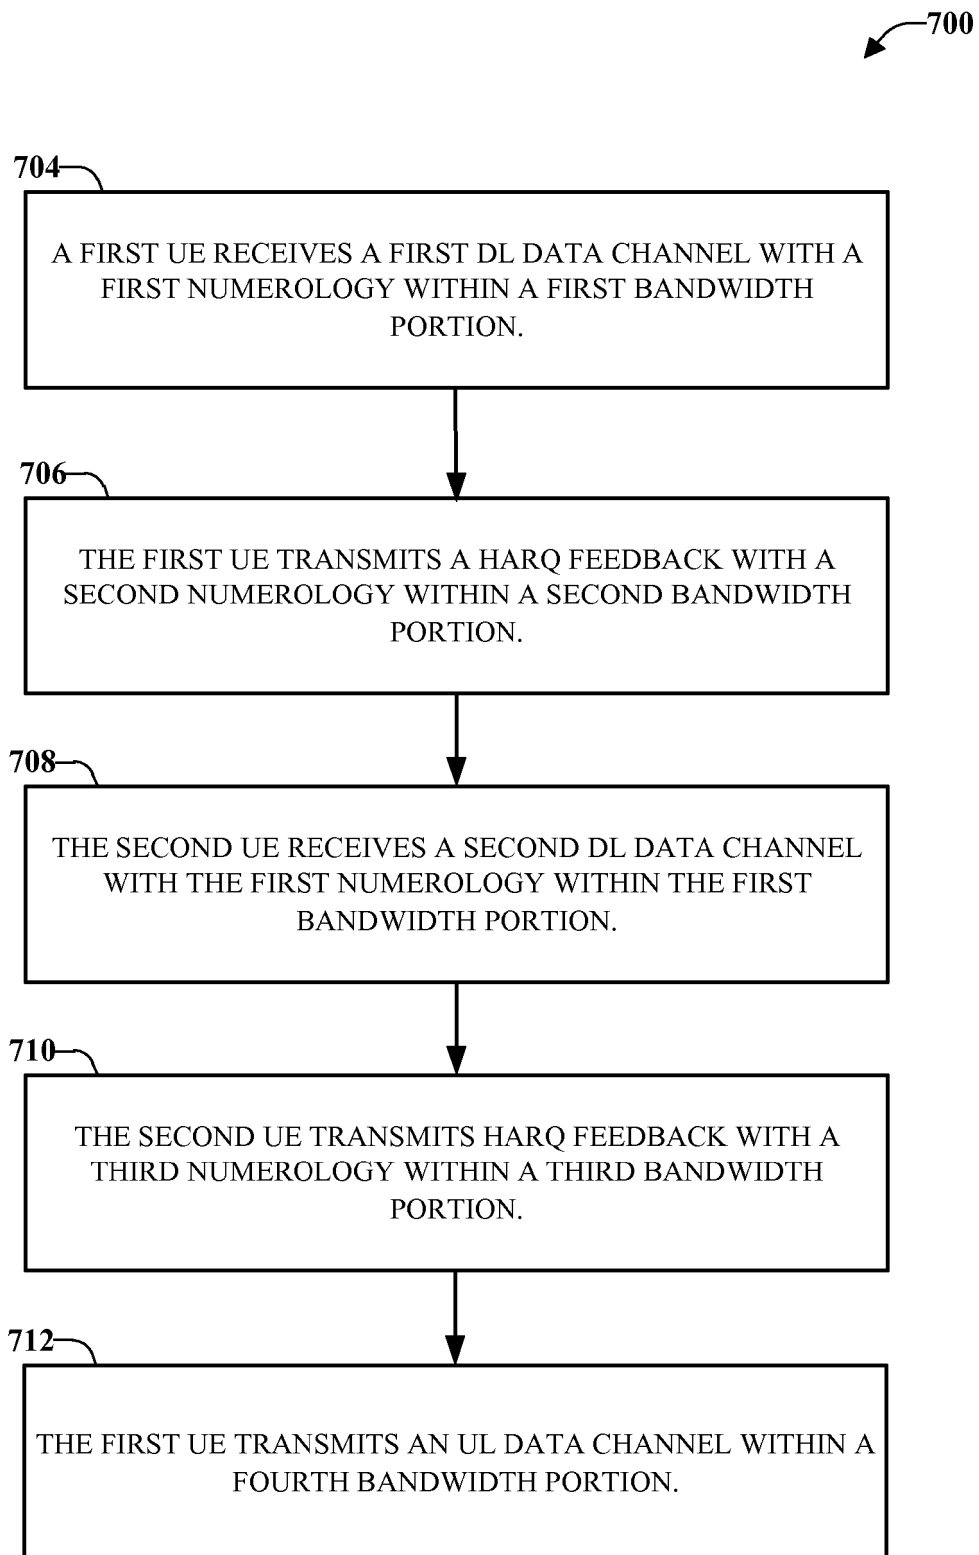 700
704
A FIRST UE RECEIVES A FIRST DL DATA CHANNEL WITH A
FIRST NUMEROLOGY WITHIN A FIRST BANDWIDTH
PORTION.
706
THE FIRST UE TRANSMITS A HARQ FEEDBACK WITH A
SECOND NUMEROLOGY WITHIN A SECOND BANDWIDTH
PORTION.
708
THE SECOND UE RECEIVES A SECOND DL DATA CHANNEL
WITH THE FIRST NUMEROLOGY WITHIN THE FIRST
BANDWIDTH PORTION.
710
THE SECOND UE TRANSMITS HARQ FEEDBACK WITH A
THIRD NUMEROLOGY WITHIN A THIRD BANDWIDTH
PORTION.
712
THE FIRST UE TRANSMITS AN UL DATA CHANNEL WITHIN A
FOURTH BANDWIDTH PORTION.